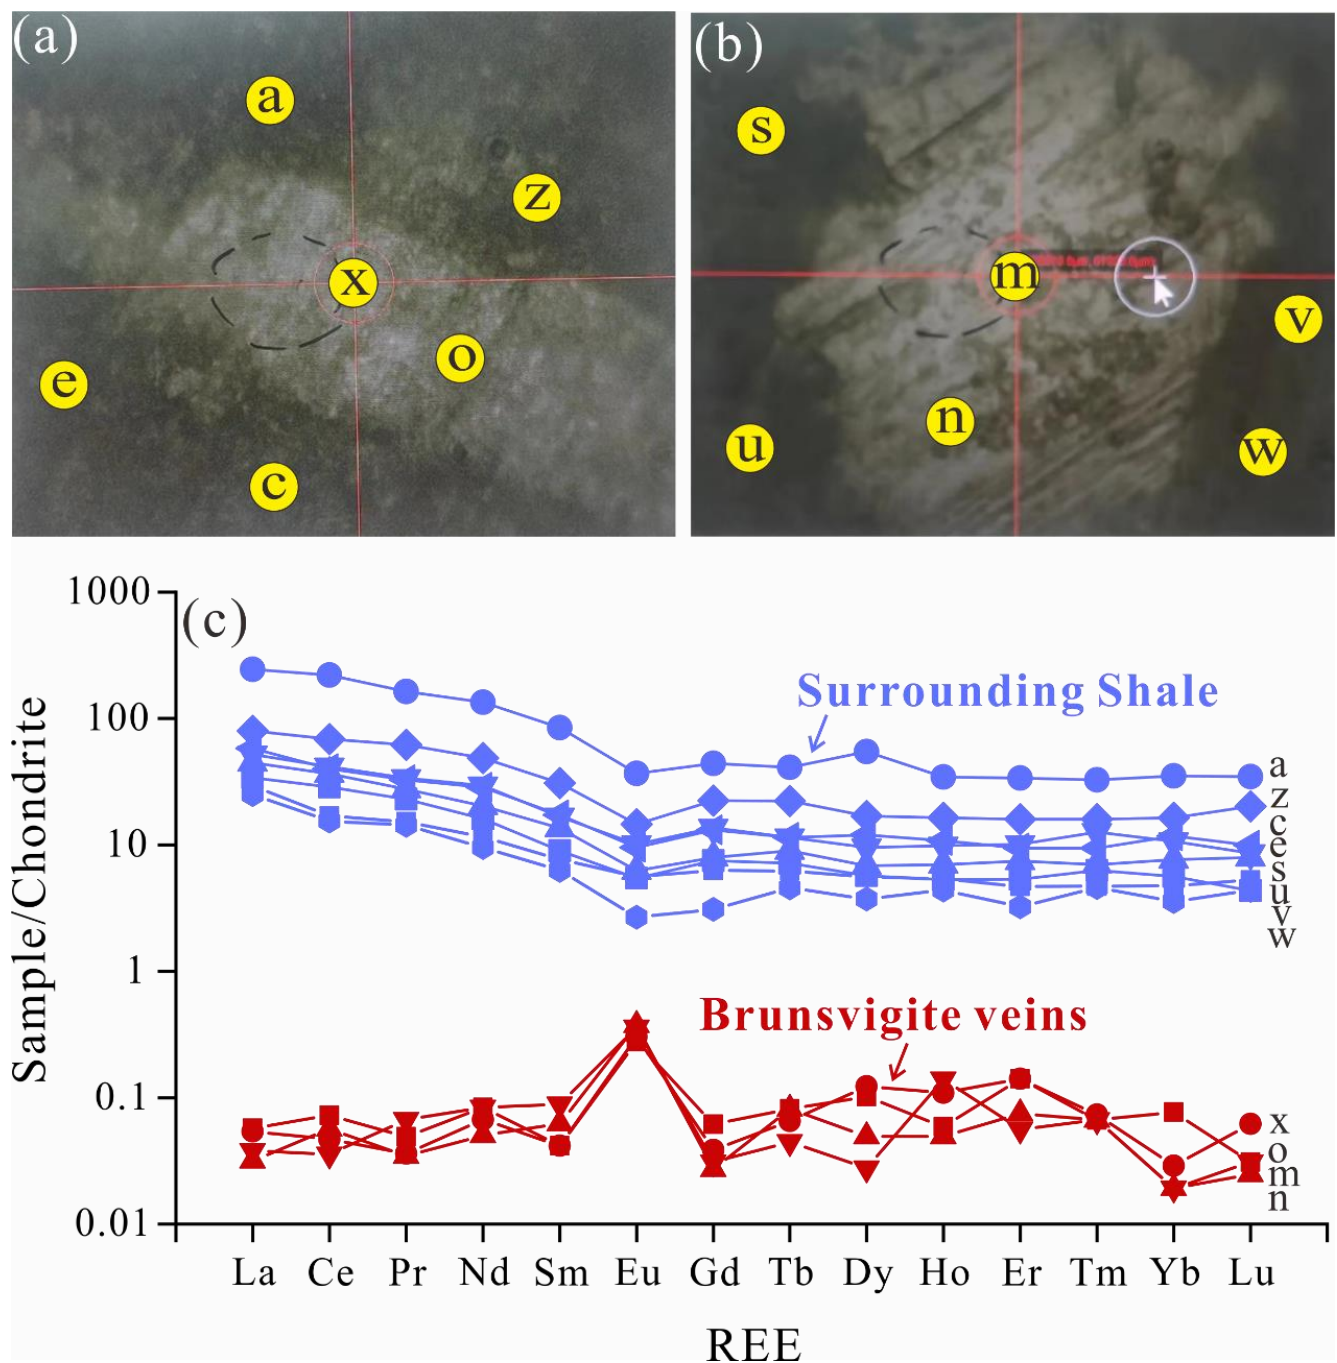 (a)
a
z
x
o
e
c
(b)
s
m
v
n
u
w
(c)
1000
100
10
1
0.1
0.01
Sample/Chondrite
Surrounding Shale
a
z
c
e
s
u
v
w
Brunsvigite veins
x
o
m
n
La Ce Pr Nd Sm Eu Gd Tb Dy Ho Er Tm Yb Lu
REE